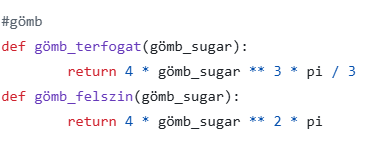 #gömb
def gömb_terfogat(gömb_sugar):
        return 4 * gömb_sugar ** 3 * pi / 3
def gömb_felszin(gömb_sugar):
        return 4 * gömb_sugar ** 2 * pi